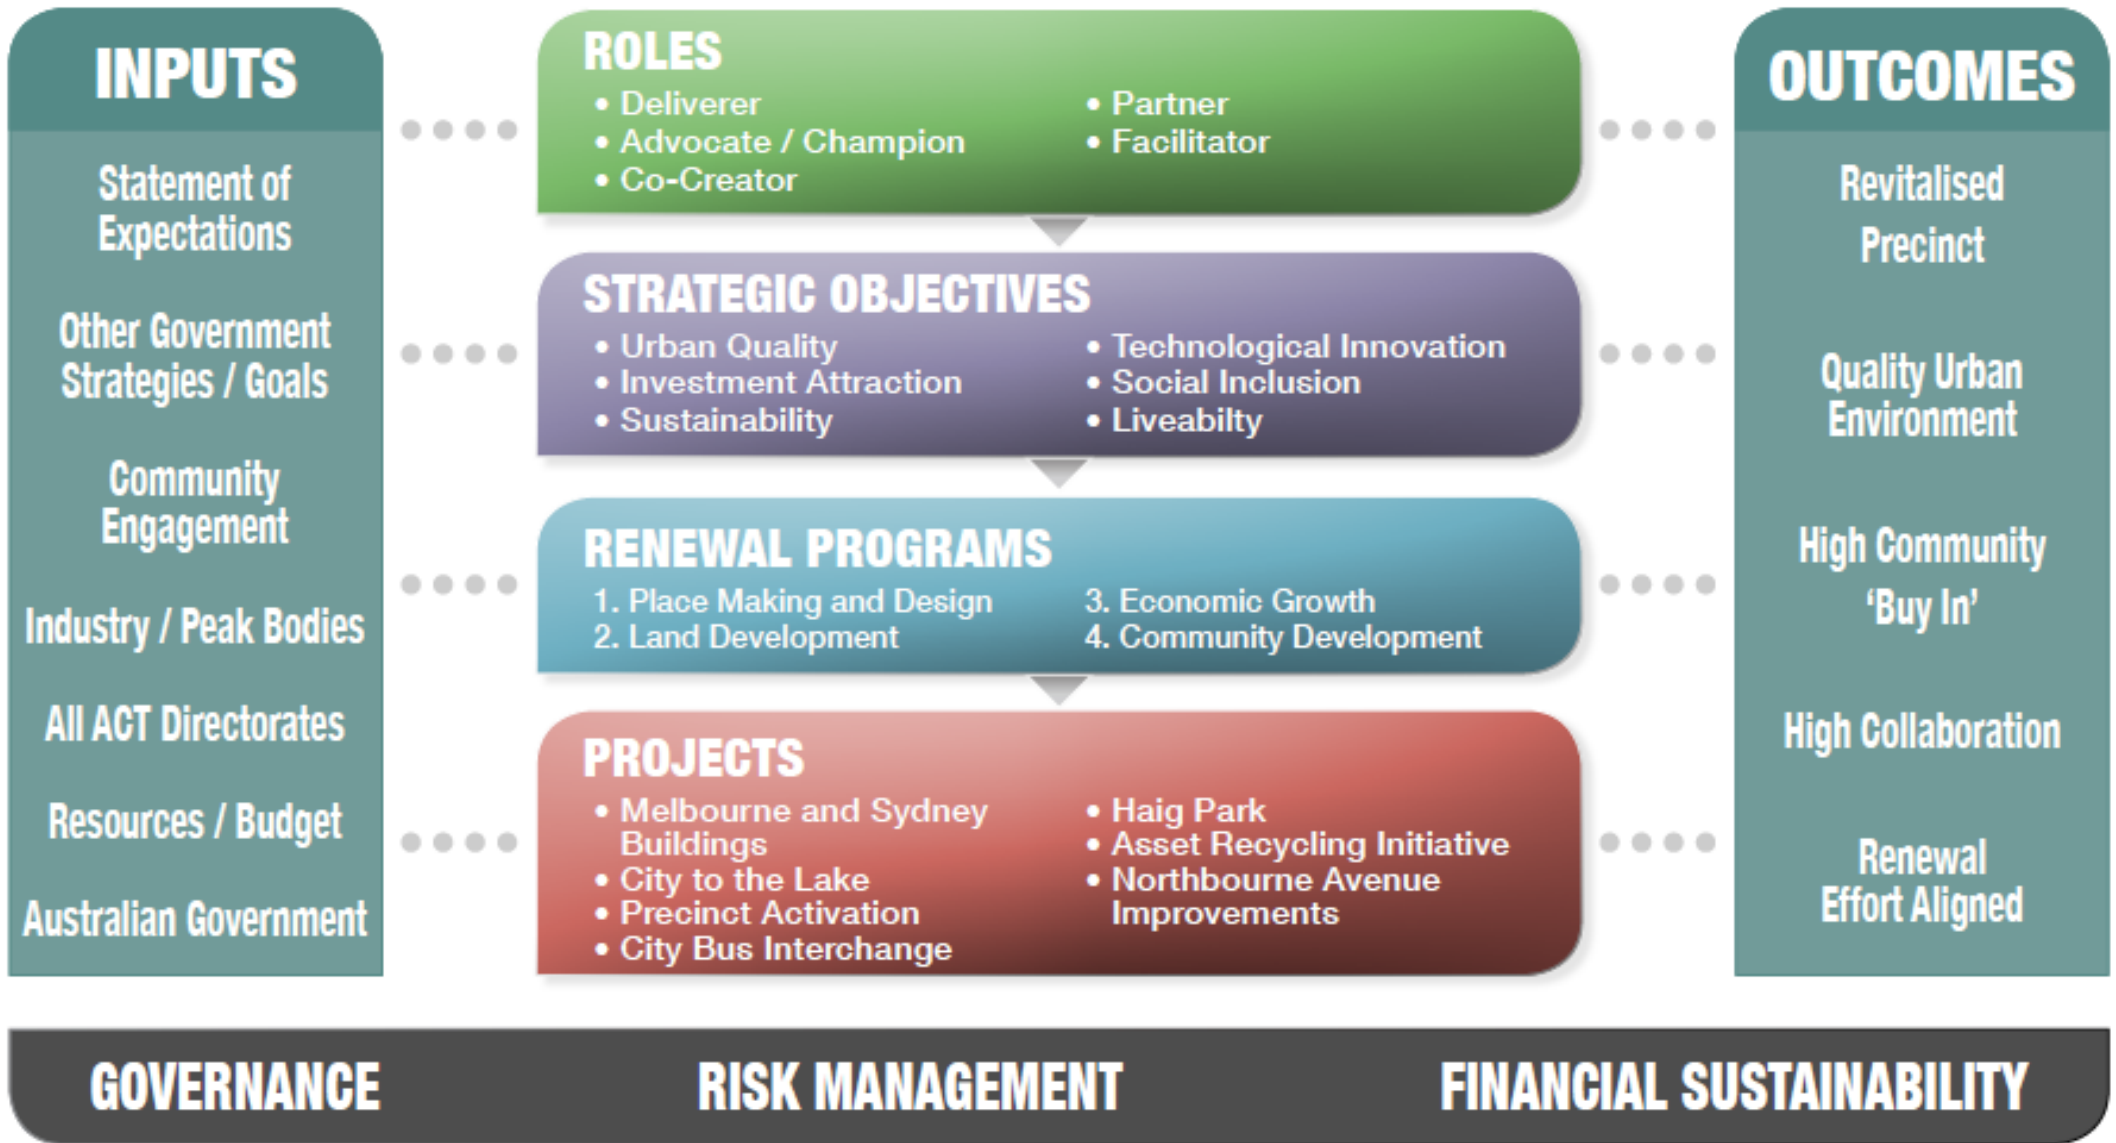 INPUTS
Statement of
Expectations
Other Government
Strategies / Goals
Community
Engagement
Industry / Peak Bodies
All ACT Directorates
Resources / Budget
Australian Government
ROLES
• Deliverer
• Advocate / Champion
• Co-Creator
• Partner
• Facilitator
STRATEGIC OBJECTIVES
• Urban Quality
• Investment Attraction
• Sustainability
• Technological Innovation
• Social Inclusion
• Liveabilty
RENEWAL PROGRAMS
1. Place Making and Design
2. Land Development
3. Economic Growth
4. Community Development
PROJECTS
• Melbourne and Sydney
Buildings
• City to the Lake
• Precinct Activation
• City Bus Interchange
• Haig Park
• Asset Recycling Initiative
• Northbourne Avenue
Improvements
OUTCOMES
Revitalised
Precinct
Quality Urban
Environment
High Community
‘Buy In’
High Collaboration
Renewal
Effort Aligned
GOVERNANCE
RISK MANAGEMENT
FINANCIAL SUSTAINABILITY